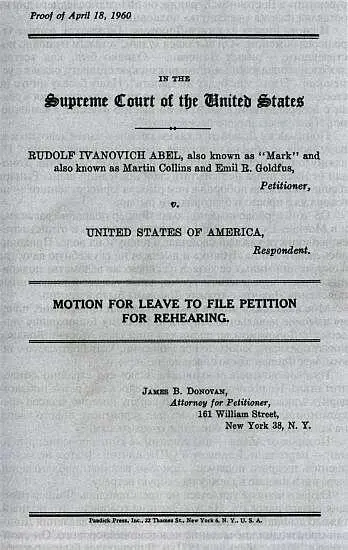 Proof of April 18, 1960
IN THE
Supreme Court of the United States
RUDOLF IVANOVICH ABEL, also known as "Mark" and
also known as Martin Collins and Emil R. Goldfus,
Petitioner,
v.
UNITED STATES OF AMERICA,
Respondent.
MOTION FOR LEAVE TO FILE PETITION
FOR REHEARING.
JAMES B. DONOVAN,
Attorney for Petitioner,
161 William Street,
New York 38, N. Y.
Pandick Press, Inc., 22 Thames St., New York 6, N. Y., U. S. A.